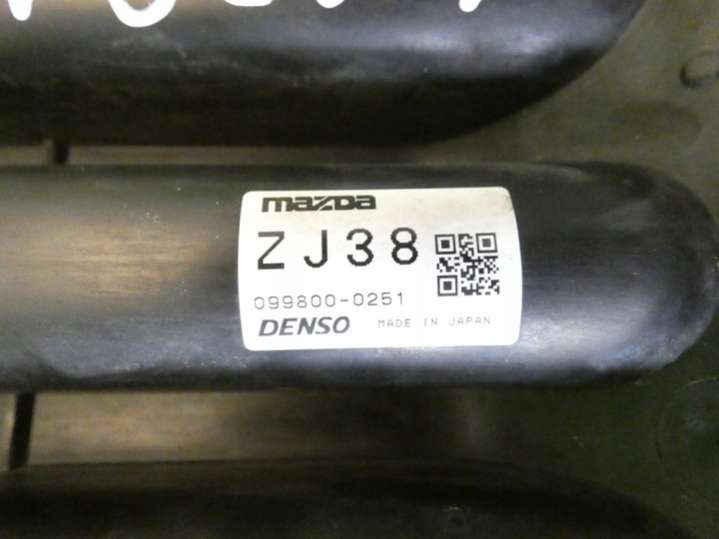 mazda
ZJ38
099800-0251
DENSO MADE IN JAPAN